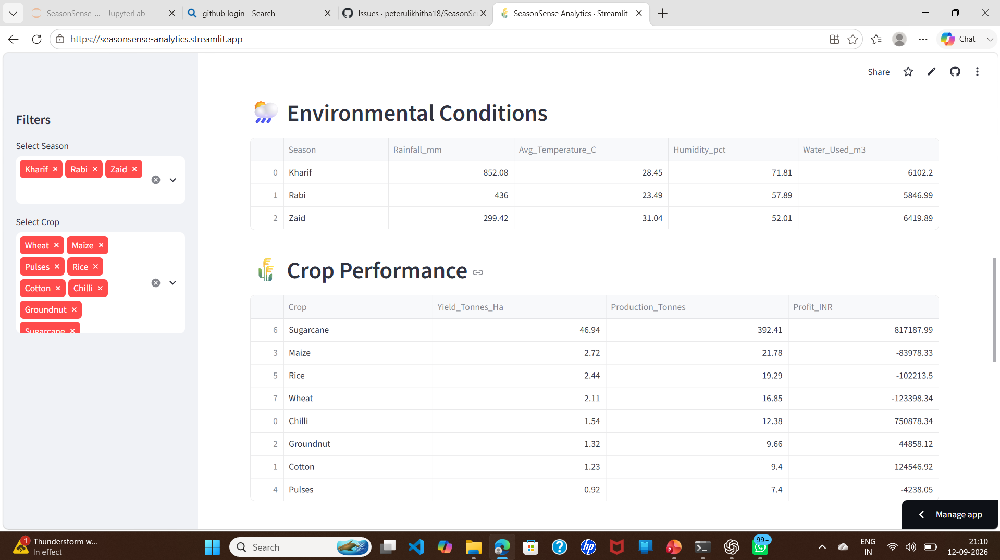 SeasonSense_... - JupyterLab
github login - Search
Issues · peterulikhitha18/SeasonSe
SeasonSense Analytics · Streamlit
https://seasonsense-analytics.streamlit.app
Chat
Share
Filters
Select Season
Kharif
Rabi
Zaid
Select Crop
Wheat
Maize
Pulses
Rice
Cotton
Chilli
Groundnut
Sugarcane
Environmental Conditions
Season Rainfall_mm Avg_Temperature_C Humidity_pct Water_Used_m3
0 Kharif 852.08 28.45 71.81 6102.2
1 Rabi 436 23.49 57.89 5846.99
2 Zaid 299.42 31.04 52.01 6419.89
Crop Performance
Crop Yield_Tonnes_Ha Production_Tonnes Profit_INR
6 Sugarcane 46.94 392.41 817187.99
3 Maize 2.72 21.78 -83978.33
5 Rice 2.44 19.29 -102213.5
7 Wheat 2.11 16.85 -123398.34
0 Chilli 1.54 12.38 750878.34
2 Groundnut 1.32 9.66 44858.12
1 Cotton 1.23 9.4 124546.92
4 Pulses 0.92 7.4 -4238.05
Manage app
1
Thunderstorm w...
In effect
Search
hp
P
99+
ENG
IN
21:10
12-09-2026